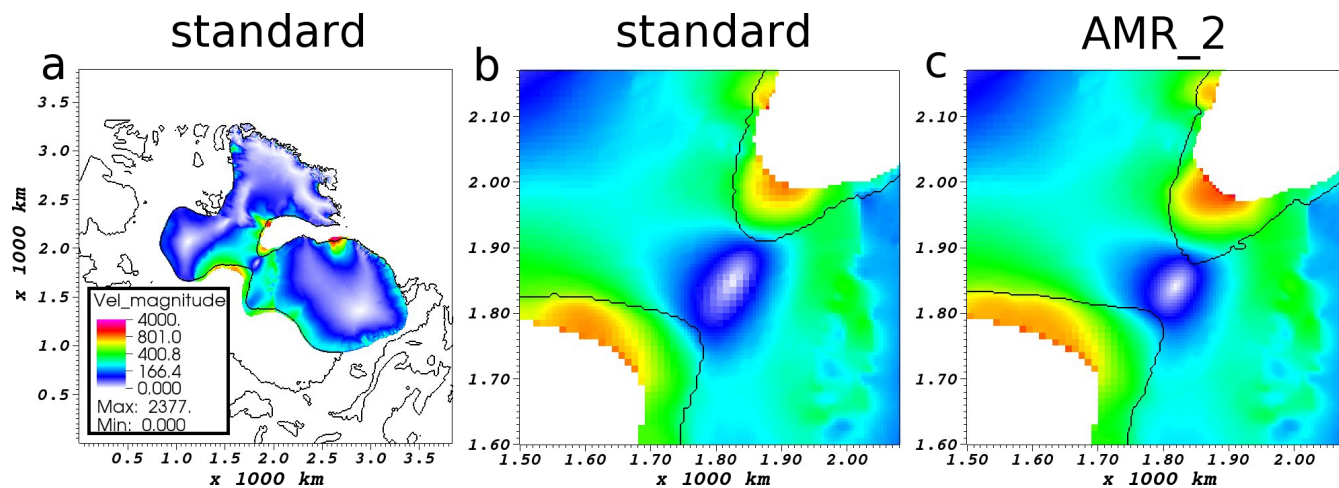 standard
standard
AMR_2
a
b
c
x 1000 km
3.5
3.0
2.5
2.0
1.5
1.0
0.5
Vel_magnitude
4000.
801.0
400.8
166.4
0.000
Max: 2377.
Min: 0.000
0.5 1.0 1.5 2.0 2.5 3.0 3.5
x 1000 km
2.10
2.00
1.90
1.80
1.70
1.60
1.50 1.60 1.70 1.80 1.90 2.00
x 1000 km
2.10
2.00
1.90
1.80
1.70
1.60
1.50 1.60 1.70 1.80 1.90 2.00
x 1000 km